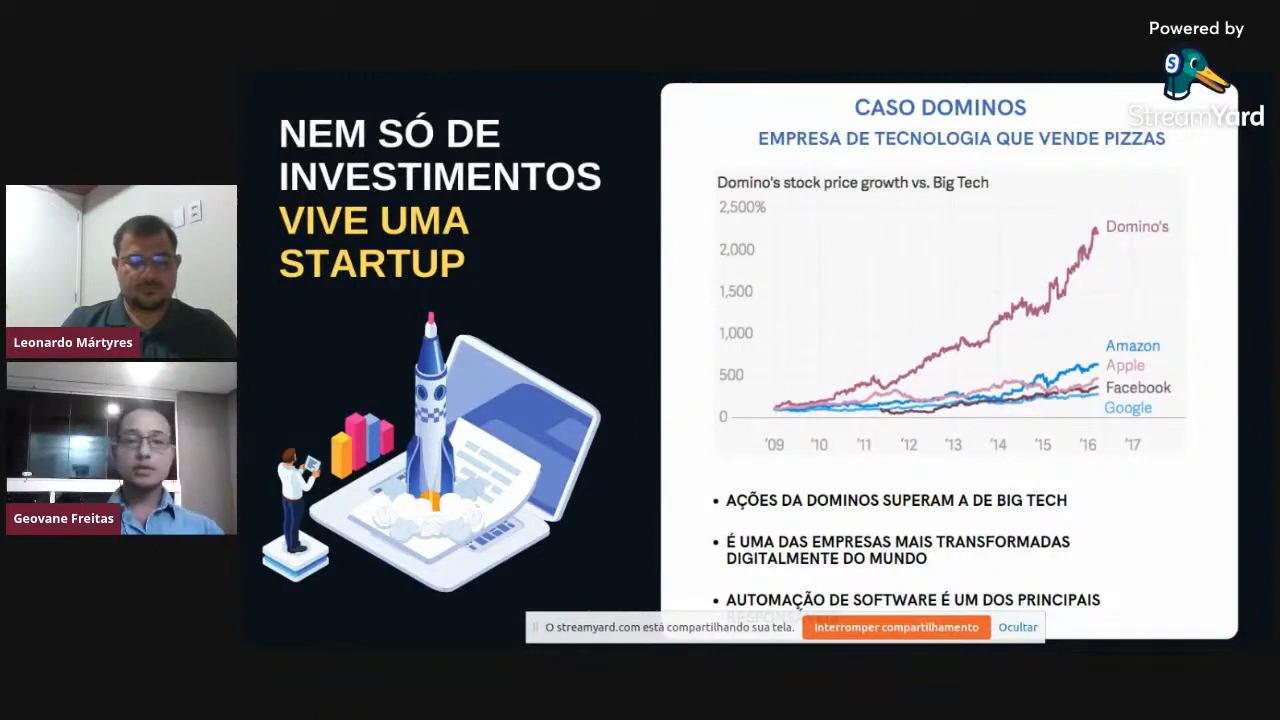 Powered by
StreamYard
NEM SÓ DE
INVESTIMENTOS
VIVE UMA
STARTUP
Leonardo Mártyres
Geovane Freitas
CASO DOMINOS
EMPRESA DE TECNOLOGIA QUE VENDE PIZZAS
Domino's stock price growth vs. Big Tech
2,500%
2,000
1,500
1,000
500
0
Domino's
Amazon
Apple
Facebook
Google
'09 '10 '11 '12 '13 '14 '15 '16 '17
• AÇÕES DA DOMINOS SUPERAM A DE BIG TECH
• É UMA DAS EMPRESAS MAIS TRANSFORMADAS
DIGITALMENTE DO MUNDO
• AUTOMAÇÃO DE SOFTWARE É UM DOS PRINCIPAIS
O streamyard.com está compartilhando sua tela. Interromper compartilhamento Ocultar